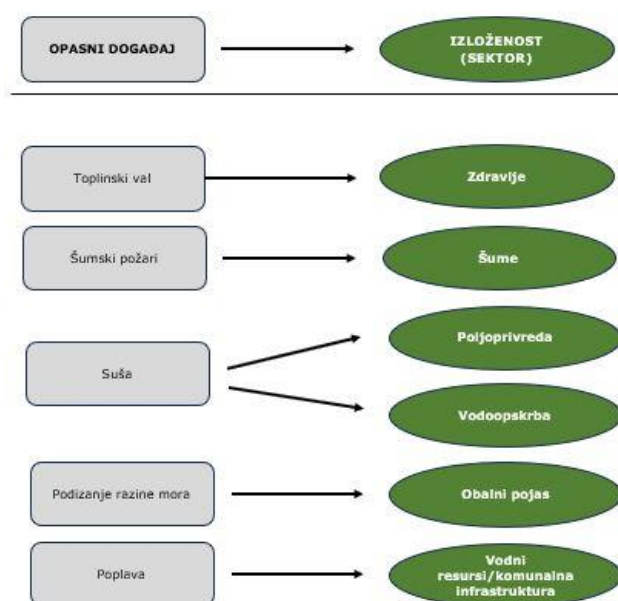 OPASNI DOGAĐAJ
IZLOŽENOST
(SEKTOR)
Toplinski val
Zdravlje
Šumski požari
Šume
Suša
Poljoprivreda
Vodoopskrba
Podizanje razine mora
Obalni pojas
Poplava
Vodni
resursi/komunalna
infrastruktura